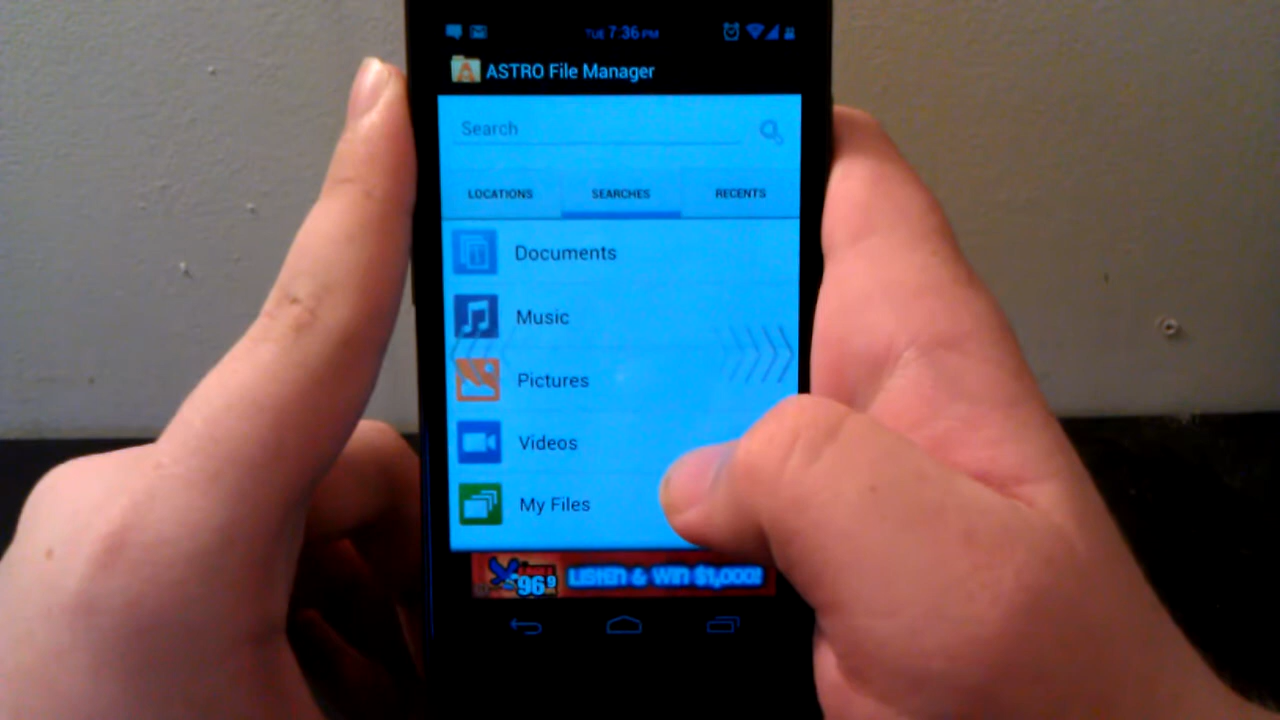 TUE 7:36 PM
ASTRO File Manager
Search
LOCATIONS
SEARCHES
RECENTS
Documents
Music
Pictures
Videos
My Files
X
96.9
LISTEN & WIN $1,000!